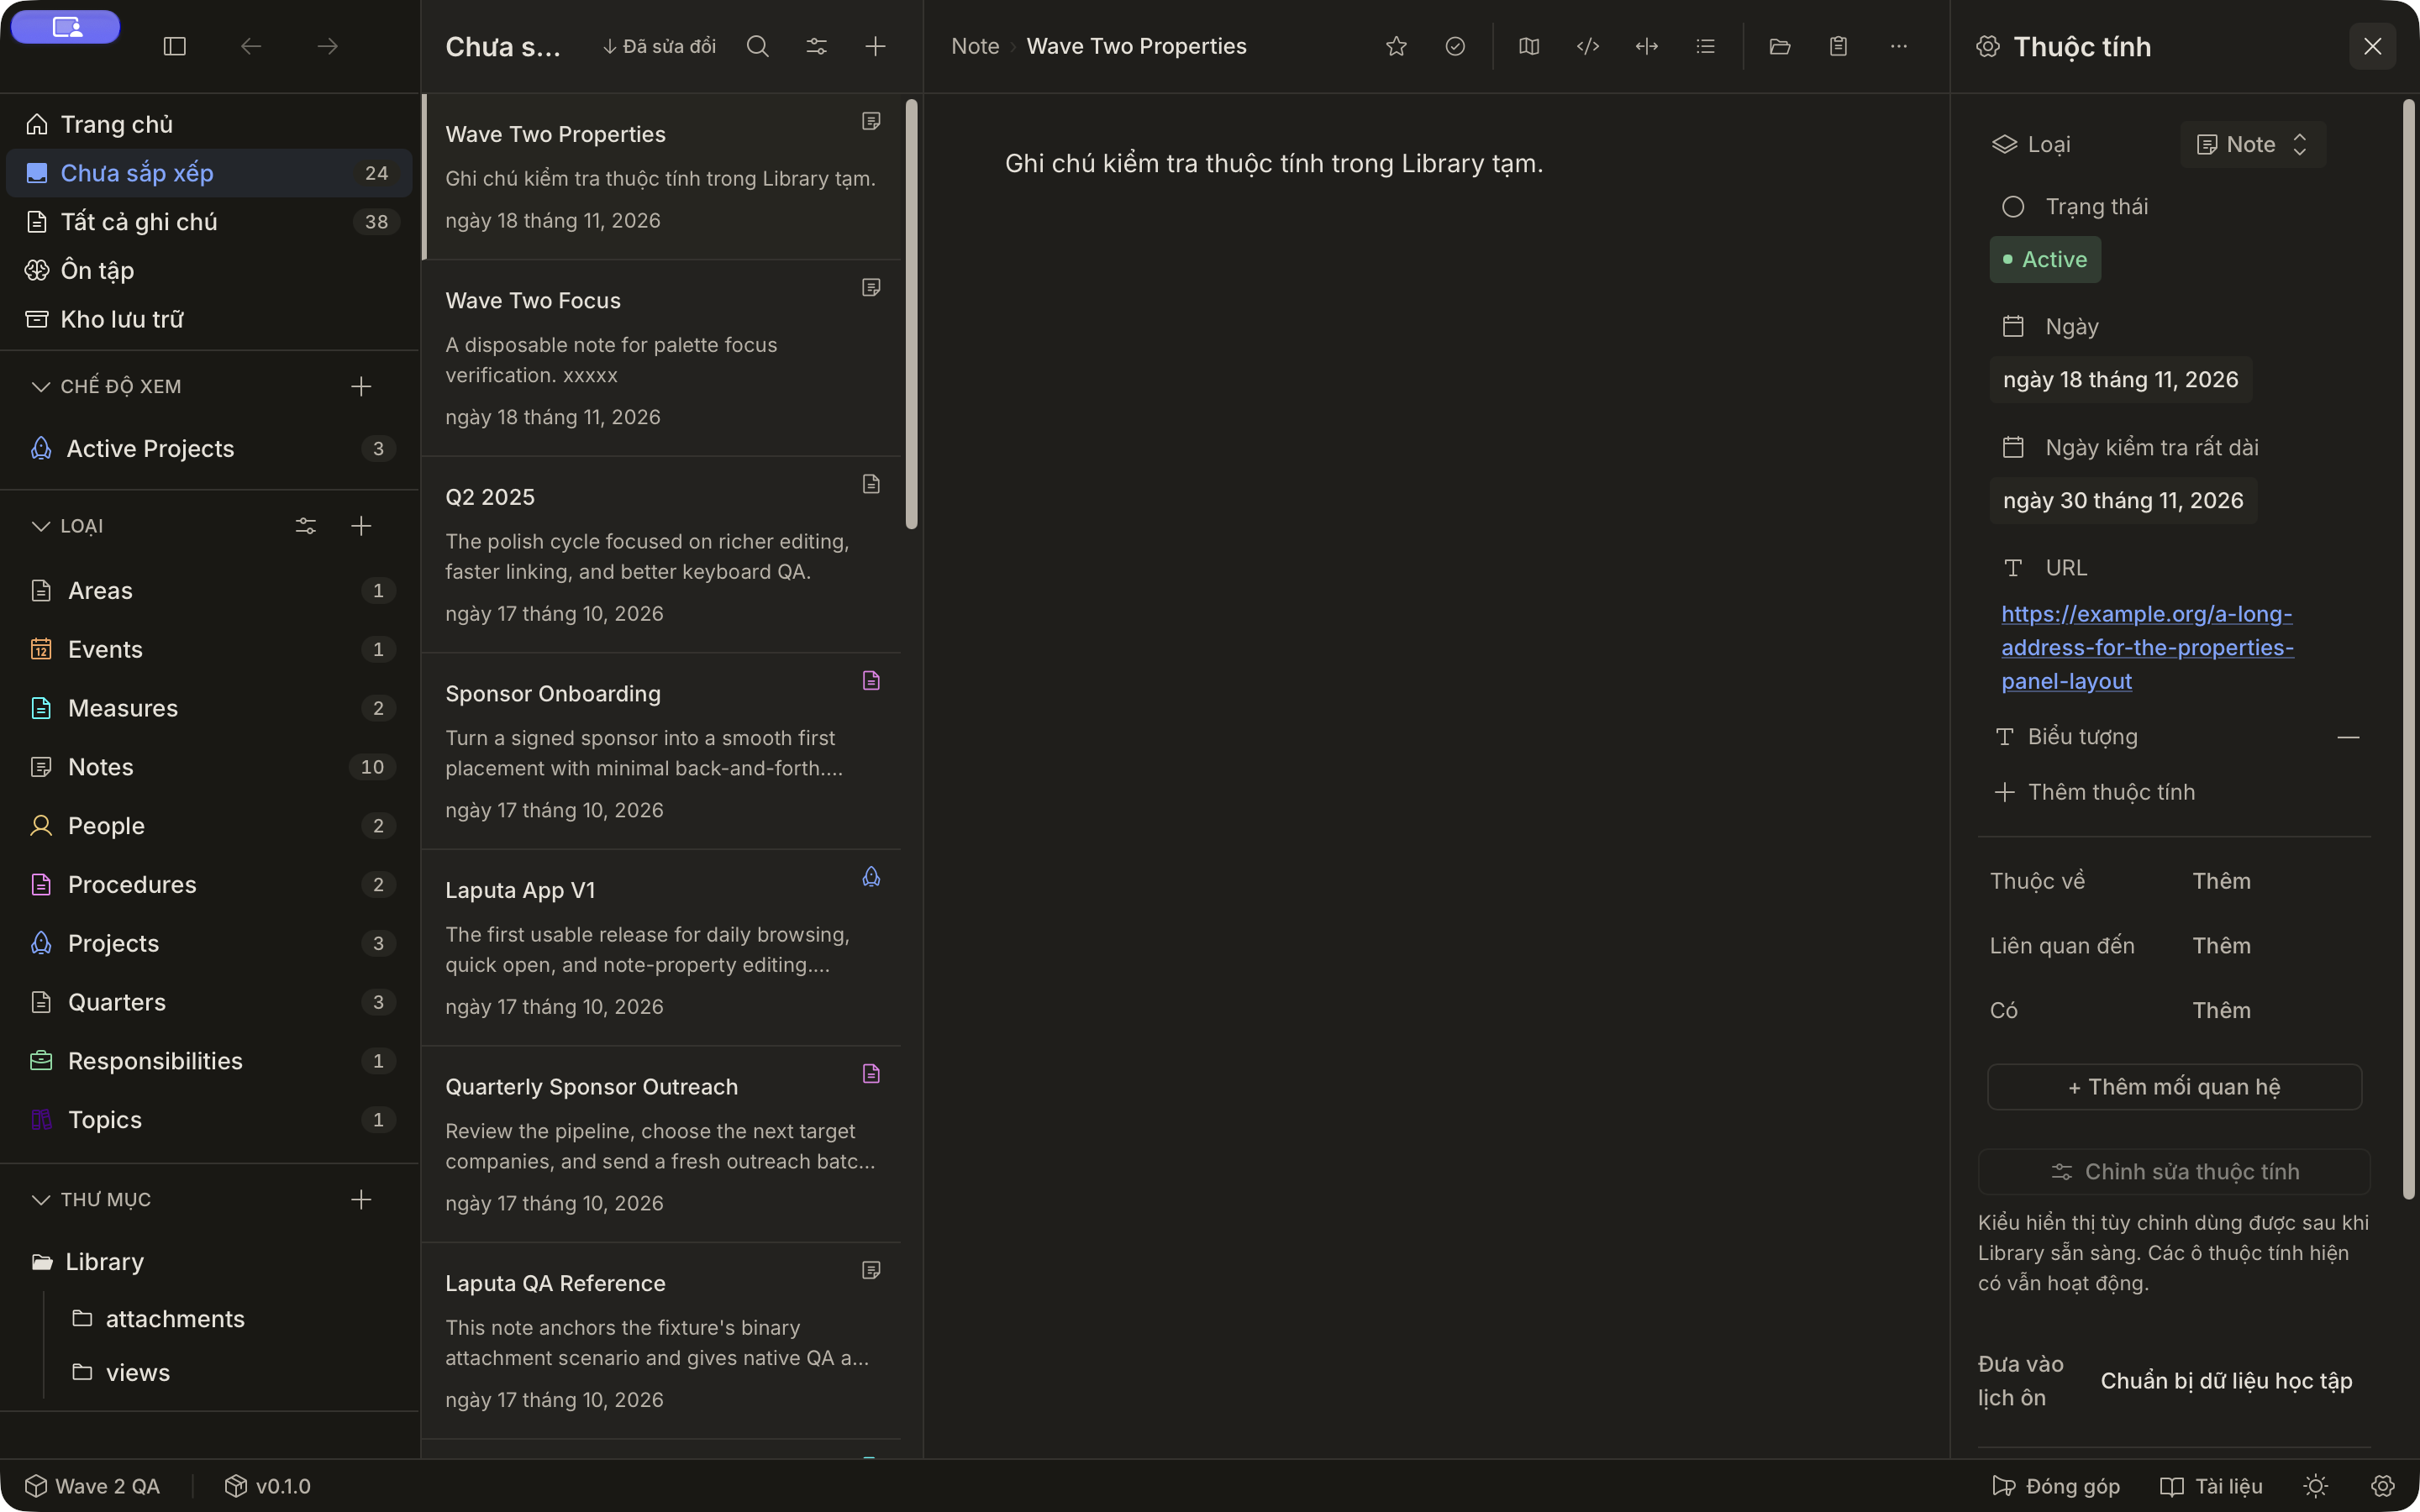 Chưa s...
Đã sửa đổi
Note › Wave Two Properties
Thuộc tính
Trang chủ
Chưa sắp xếp 24
Tất cả ghi chú 38
Ôn tập
Kho lưu trữ
CHẾ ĐỘ XEM
Active Projects 3
LOẠI
Areas 1
Events 1
Measures 2
Notes 10
People 2
Procedures 2
Projects 3
Quarters 3
Responsibilities 1
Topics 1
THƯ MỤC
Library
attachments
views
Wave Two Properties
Ghi chú kiểm tra thuộc tính trong Library tạm.
ngày 18 tháng 11, 2026
Wave Two Focus
A disposable note for palette focus
verification. xxxxx
ngày 18 tháng 11, 2026
Q2 2025
The polish cycle focused on richer editing,
faster linking, and better keyboard QA.
ngày 17 tháng 10, 2026
Sponsor Onboarding
Turn a signed sponsor into a smooth first
placement with minimal back-and-forth....
ngày 17 tháng 10, 2026
Laputa App V1
The first usable release for daily browsing,
quick open, and note-property editing....
ngày 17 tháng 10, 2026
Quarterly Sponsor Outreach
Review the pipeline, choose the next target
companies, and send a fresh outreach batc...
ngày 17 tháng 10, 2026
Laputa QA Reference
This note anchors the fixture's binary
attachment scenario and gives native QA a...
ngày 17 tháng 10, 2026
Ghi chú kiểm tra thuộc tính trong Library tạm.
Loại Note
Trạng thái
Active
Ngày
ngày 18 tháng 11, 2026
Ngày kiểm tra rất dài
ngày 30 tháng 11, 2026
URL
https://example.org/a-long-
address-for-the-properties-
panel-layout
Biểu tượng —
Thêm thuộc tính
Thuộc về Thêm
Liên quan đến Thêm
Có Thêm
+ Thêm mối quan hệ
Chỉnh sửa thuộc tính
Kiểu hiển thị tùy chỉnh dùng được sau khi
Library sẵn sàng. Các ô thuộc tính hiện
có vẫn hoạt động.
Đưa vào
lịch ôn
Chuẩn bị dữ liệu học tập
Wave 2 QA
v0.1.0
Đóng góp
Tài liệu